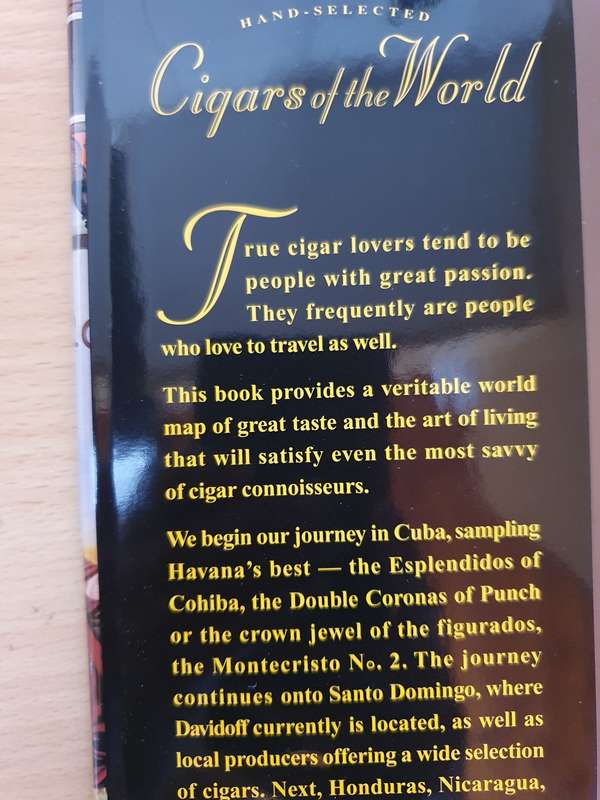 HAND-SELECTED
Cigars of the World
True cigar lovers tend to be
people with great passion.
They frequently are people
who love to travel as well.
This book provides a veritable world
map of great taste and the art of living
that will satisfy even the most savvy
of cigar connoisseurs.
We begin our journey in Cuba, sampling
Havana's best — the Esplendidos of
Cohiba, the Double Coronas of Punch
or the crown jewel of the figurados,
the Montecristo No. 2. The journey
continues onto Santo Domingo, where
Davidoff currently is located, as well as
local producers offering a wide selection
of cigars. Next, Honduras, Nicaragua,